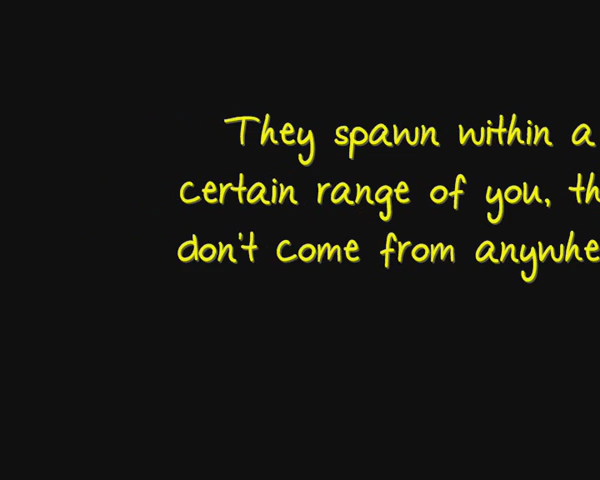 They spawn within a
certain range of you, th
don't come from anywhe